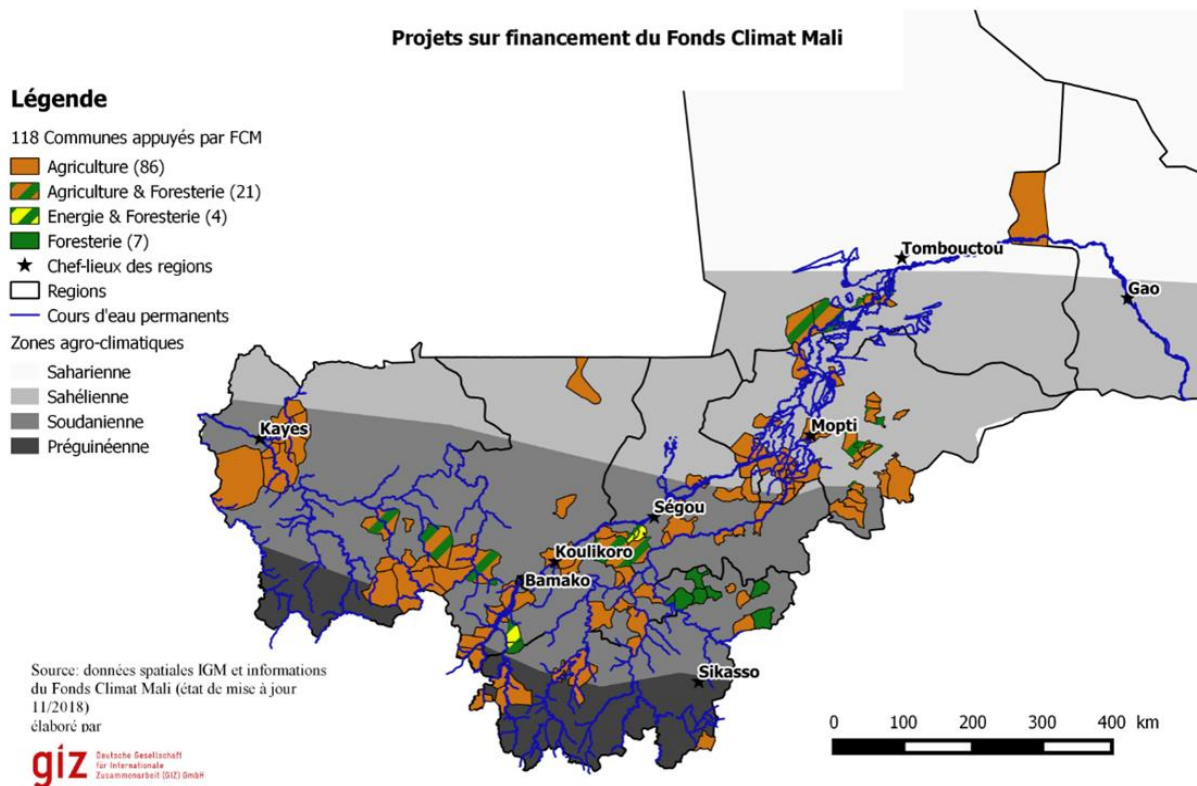 Projets sur financement du Fonds Climat Mali
Légende
118 Communes appuyés par FCM
Agriculture (86)
Agriculture & Foresterie (21)
Energie & Foresterie (4)
Foresterie (7)
Chef-lieux des regions
Regions
Cours d'eau permanents
Zones agro-climatiques
Saharienne
Sahélienne
Soudanienne
Préguinéenne
Tombouctou
Gao
Kayes
Mopti
Ségou
Koulikoro
Bamako
Sikasso
Source: données spatiales IGM et informations
du Fonds Climat Mali (état de mise à jour
11/2018)
élaboré par
giz
Deutsche Gesellschaft
für Internationale
Zusammenarbeit (GIZ) GmbH
0 100 200 300 400 km